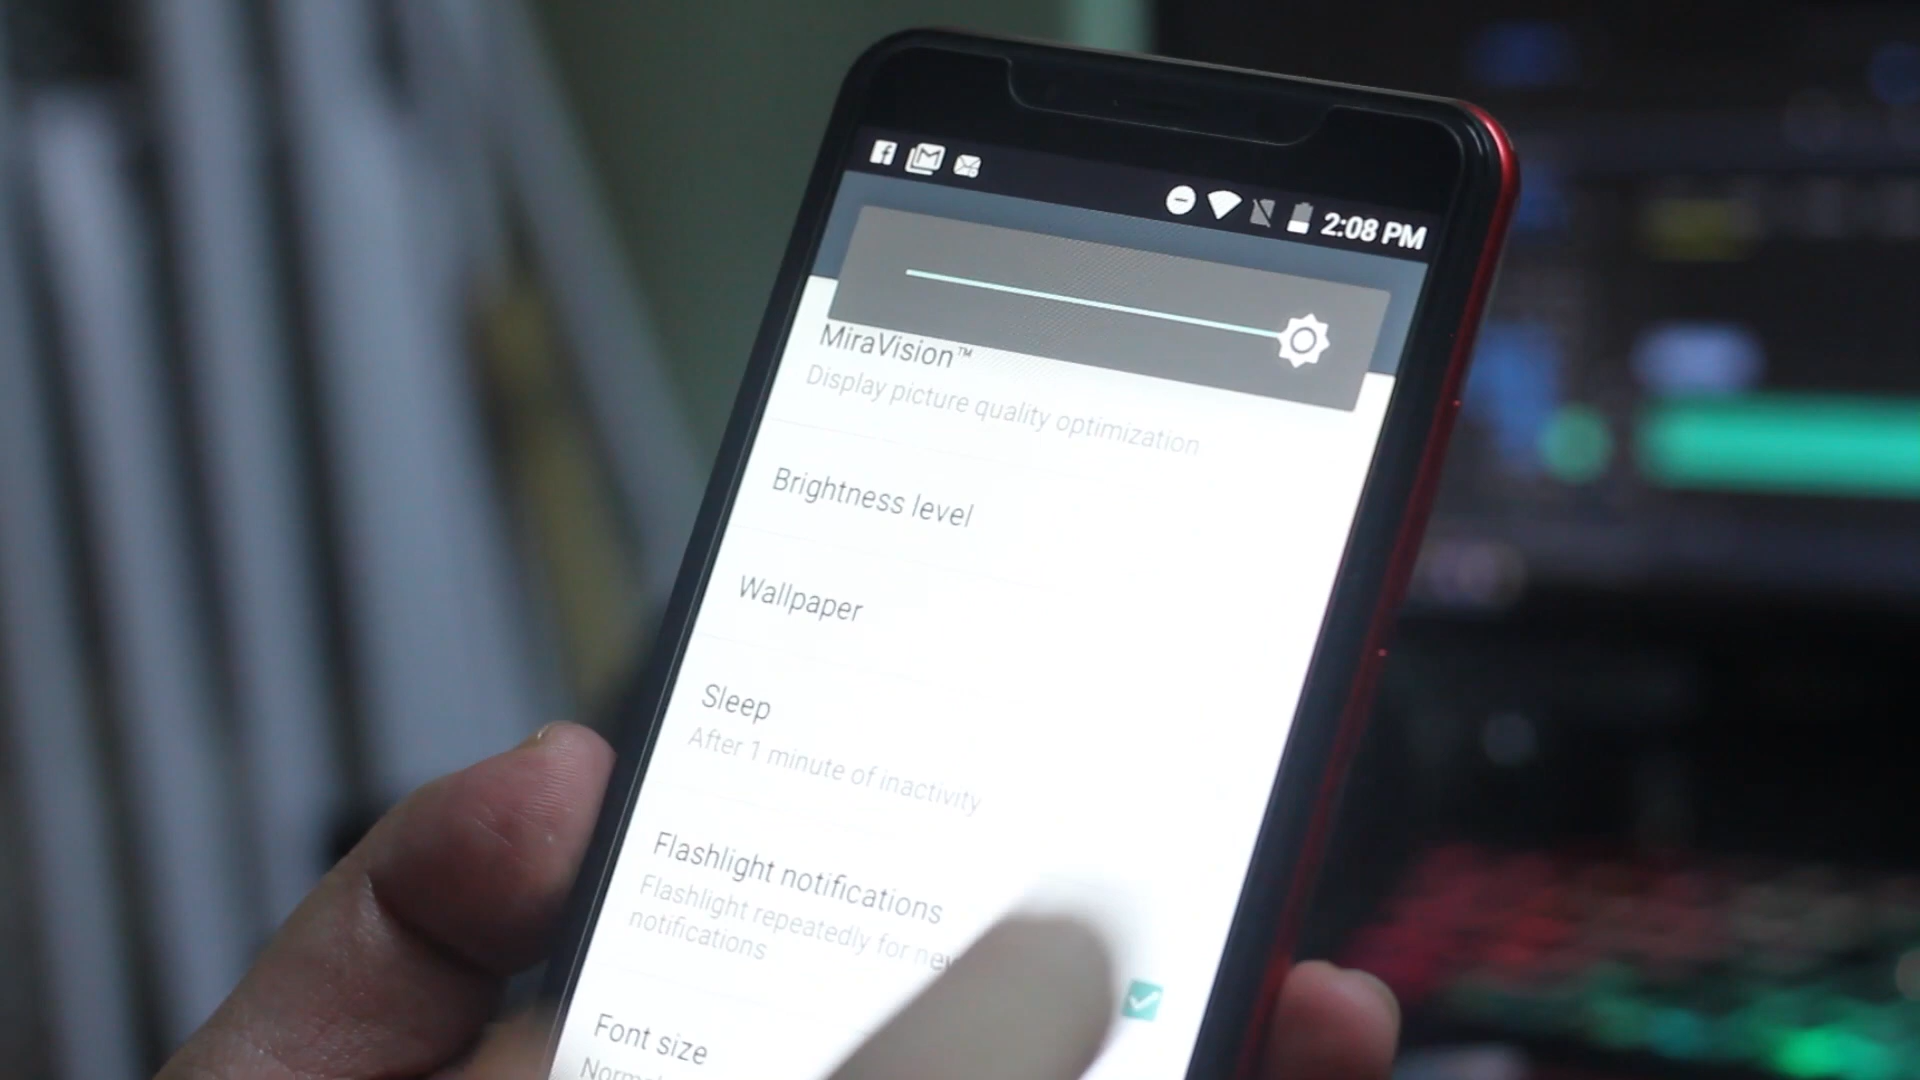 2:08 PM
MiraVision™
Display picture quality optimization
Brightness level
Wallpaper
Sleep
After 1 minute of inactivity
Flashlight notifications
Flashlight repeatedly for new
notifications
Font size